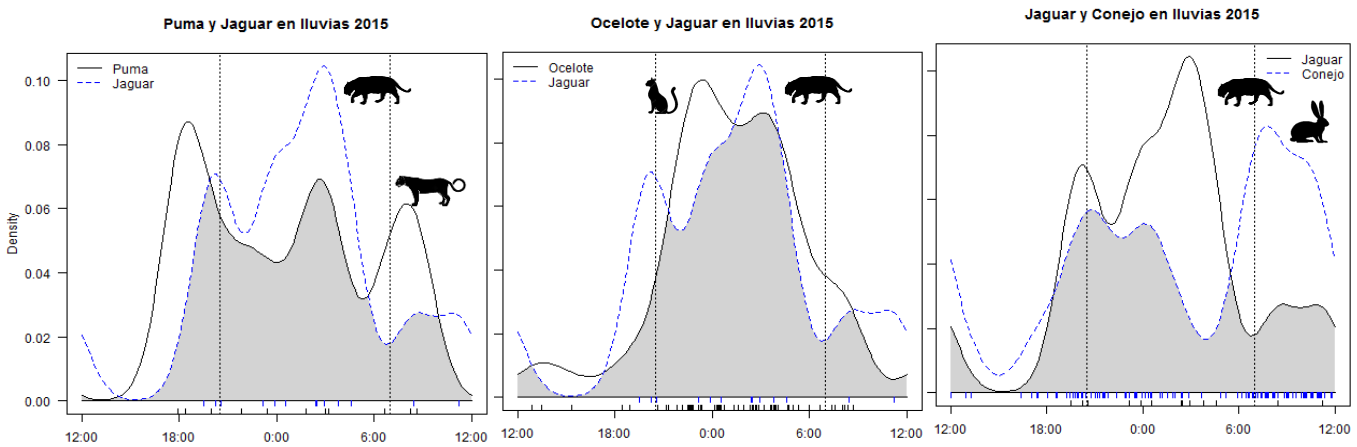 Puma y Jaguar en lluvias 2015
Puma
Jaguar
Density
0.10
0.08
0.06
0.04
0.02
0.00
12:00 18:00 0:00 6:00 12:00
Ocelote y Jaguar en lluvias 2015
Ocelote
Jaguar
12:00 18:00 0:00 6:00 12:00
Jaguar y Conejo en lluvias 2015
Jaguar
Conejo
12:00 18:00 0:00 6:00 12:00